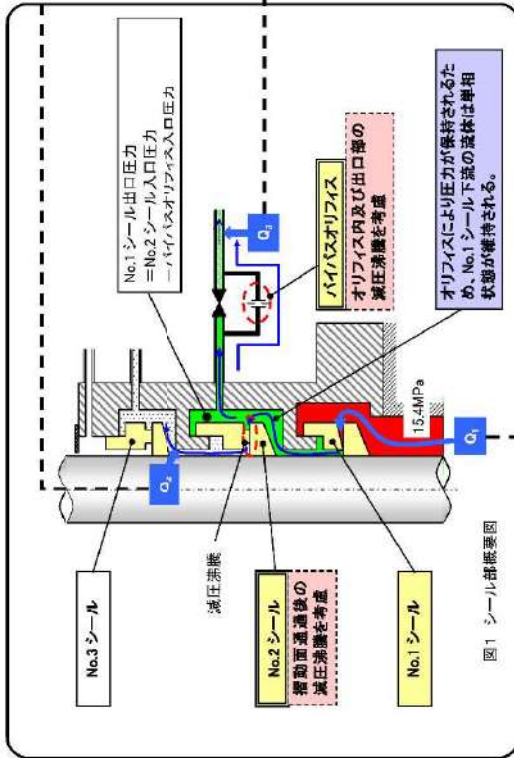 No.3 シール
減圧沸騰
No.2 シール
摺動面通過後の
減圧沸騰を考慮
No.1 シール
図1 シール部概要図
No.1 シール出口圧力
=No.2 シール入口圧力
=バイパスオリフィス入口圧力
バイパスオリフィス
オリフィス内及び出口部の
減圧沸騰を考慮
オリフィスにより圧力が保持されるた
め、No.1 シール下流の流体は単相
状態が維持される。
15.4MPa
Q₁
Q₂
Q₃